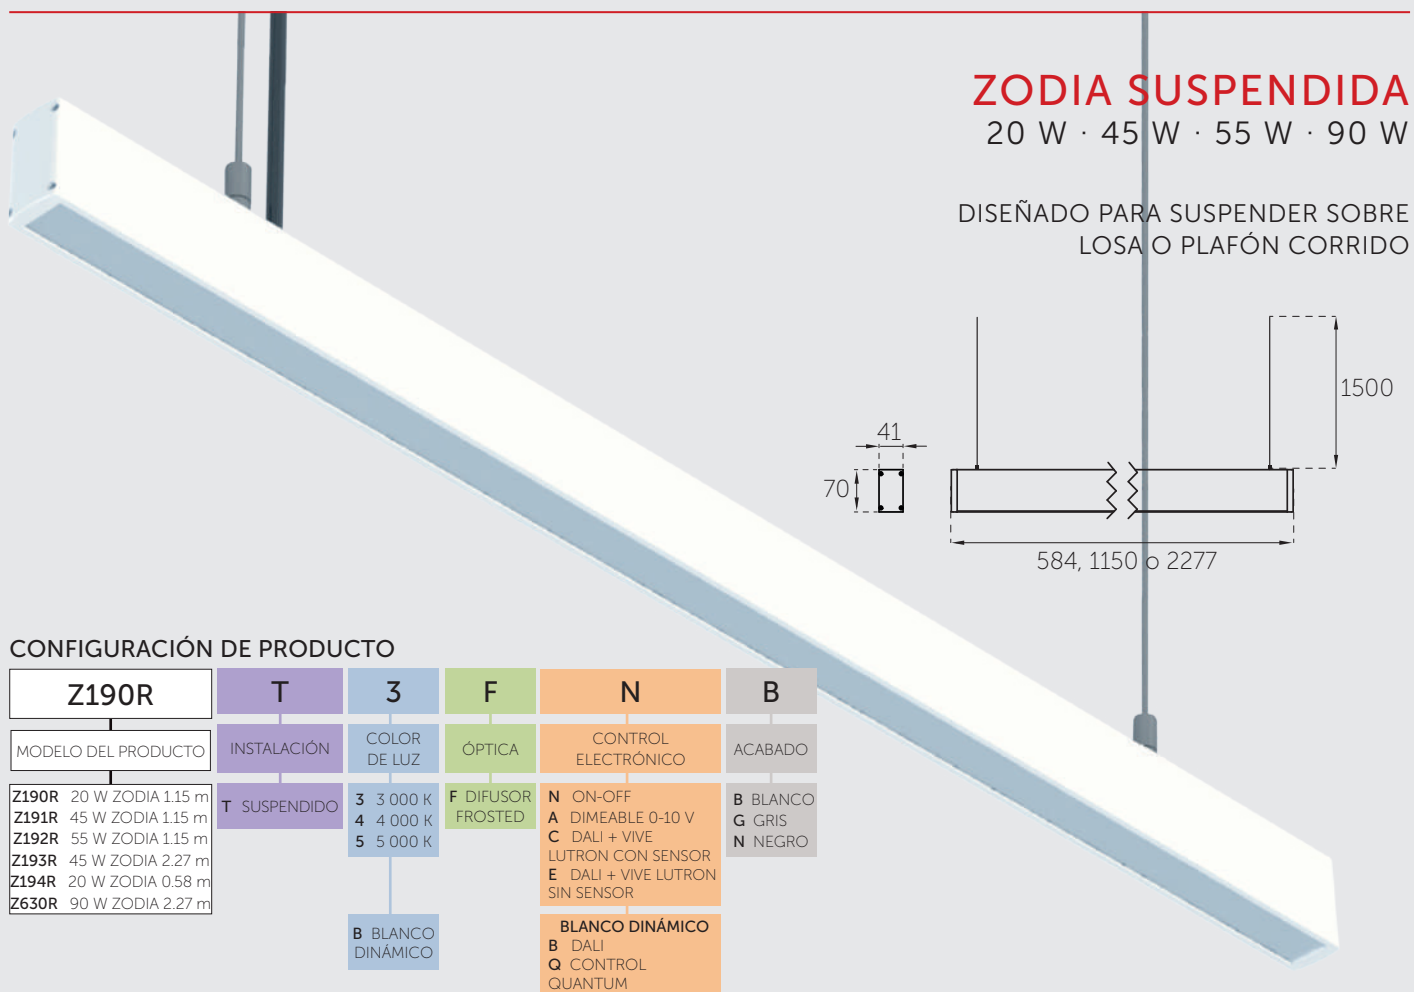 ZODIA SUSPENDIDA
20 W · 45 W · 55 W · 90 W
DISEÑADO PARA SUSPENDER SOBRE
LOSA O PLAFÓN CORRIDO
1500
41
70
584, 1150 o 2277
CONFIGURACIÓN DE PRODUCTO
Z190R T 3 F N B
MODELO DEL PRODUCTO
INSTALACIÓN
COLOR
DE LUZ
ÓPTICA
CONTROL
ELECTRÓNICO
ACABADO
Z190R 20 W ZODIA 1.15 m
Z191R 45 W ZODIA 1.15 m
Z192R 55 W ZODIA 1.15 m
Z193R 45 W ZODIA 2.27 m
Z194R 20 W ZODIA 0.58 m
Z630R 90 W ZODIA 2.27 m
T SUSPENDIDO
3 3 000 K
4 4 000 K
5 5 000 K
B BLANCO
DINÁMICO
F DIFUSOR
FROSTED
N ON-OFF
A DIMEABLE 0-10 V
C DALI + VIVE
LUTRON CON SENSOR
E DALI + VIVE LUTRON
SIN SENSOR
BLANCO DINÁMICO
B DALI
Q CONTROL
QUANTUM
B BLANCO
G GRIS
N NEGRO